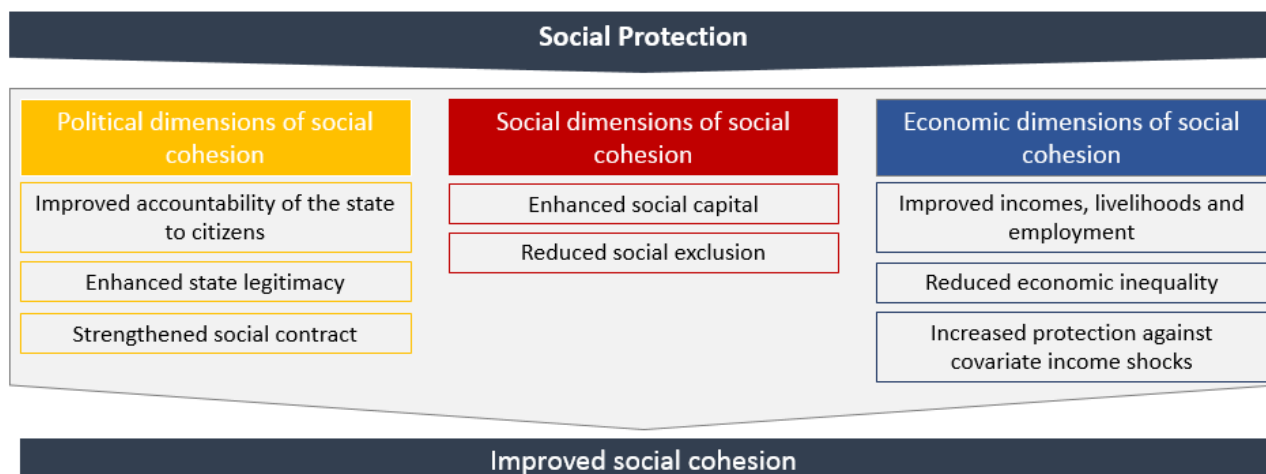 Social Protection
Political dimensions of social
cohesion
Improved accountability of the state
to citizens
Enhanced state legitimacy
Strengthened social contract
Social dimensions of social
cohesion
Enhanced social capital
Reduced social exclusion
Economic dimensions of social
cohesion
Improved incomes, livelihoods and
employment
Reduced economic inequality
Increased protection against
covariate income shocks
Improved social cohesion